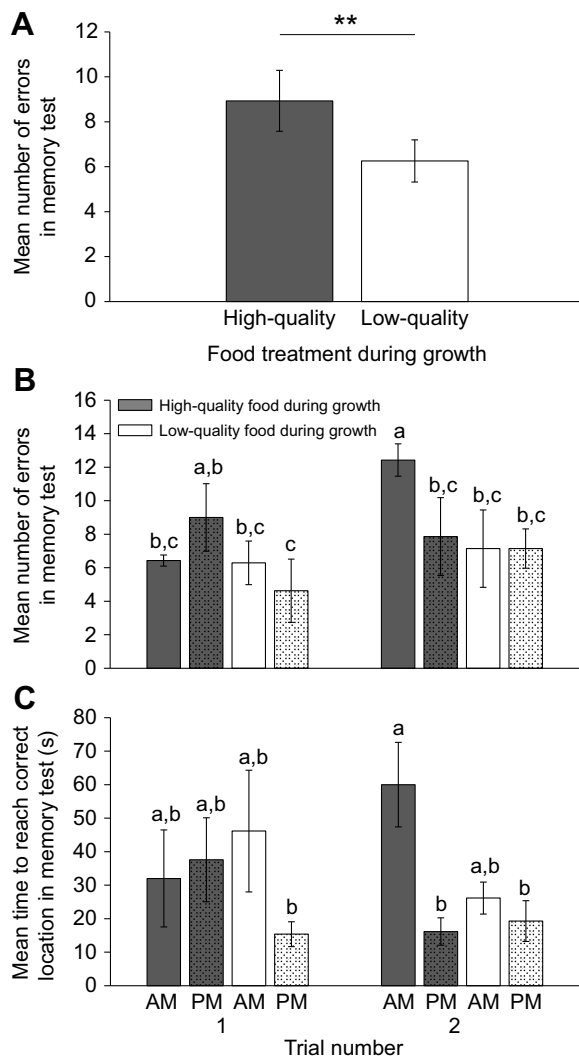 A
**
Mean number of errors
in memory test
12
10
8
6
4
2
0
High-quality
Low-quality
Food treatment during growth
B
High-quality food during growth
Low-quality food during growth
Mean number of errors
in memory test
16
14
12
10
8
6
4
2
0
b,c
a,b
b,c
c
a
b,c
b,c
b,c
C
Mean time to reach correct
location in memory test (s)
80
70
60
50
40
30
20
10
0
a,b
a,b
a,b
b
a
b
a,b
b
AM PM AM PM AM PM AM PM
1 2
Trial number